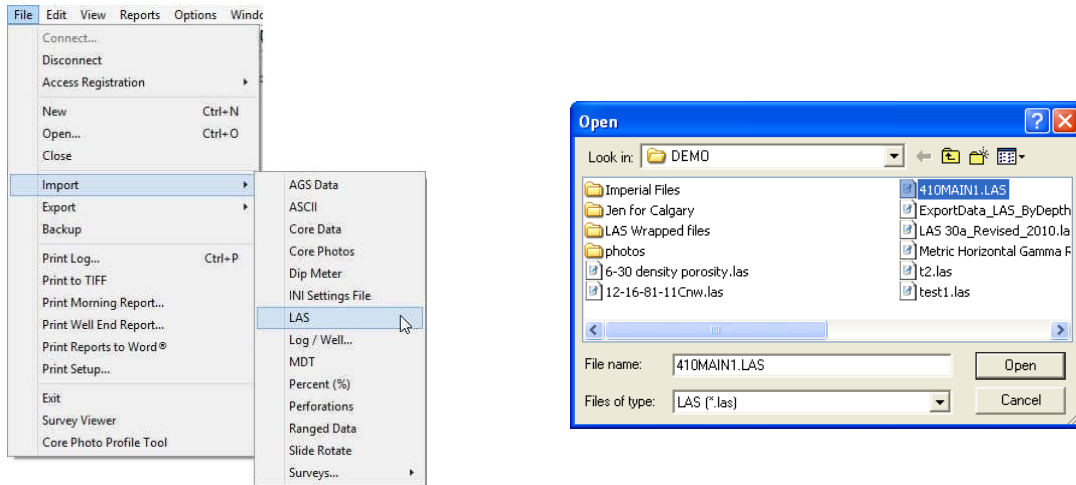 File Edit View Reports Options
Connect...
Disconnect
Access Registration
New Ctrl+N
Open... Ctrl+O
Close
Import
Export
Backup
Print Log... Ctrl+P
Print to TIFF
Print Morning Report...
Print Well End Report...
Print Reports to Word®
Print Setup...
Exit
Survey Viewer
Core Photo Profile Tool
AGS Data
ASCII
Core Data
Core Photos
Dip Meter
INI Settings File
LAS
Log / Well...
MDT
Percent (%)
Perforations
Ranged Data
Slide Rotate
Surveys...
Open
Look in: DEMO
Imperial Files
Jen for Calgary
LAS Wrapped files
photos
6-30 density porosity.las
12-16-81-11Cnw.las
410MAIN1.LAS
ExportData_LAS_ByDepth
LAS 30a_Revised_2010.la
Metric Horizontal Gamma
t2.las
test1.las
File name: 410MAIN1.LAS Open
Files of type: LAS (*.las) Cancel